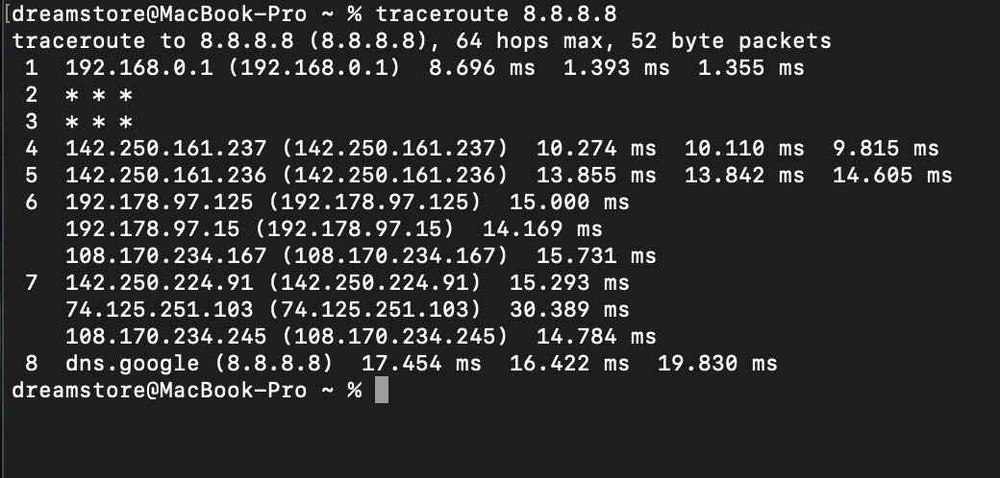 [dreamstore@MacBook-Pro ~ % traceroute 8.8.8.8
traceroute to 8.8.8.8 (8.8.8.8), 64 hops max, 52 byte packets
 1  192.168.0.1 (192.168.0.1)  8.696 ms  1.393 ms  1.355 ms
 2  * * *
 3  * * *
 4  142.250.161.237 (142.250.161.237)  10.274 ms  10.110 ms  9.815 ms
 5  142.250.161.236 (142.250.161.236)  13.855 ms  13.842 ms  14.605 ms
 6  192.178.97.125 (192.178.97.125)  15.000 ms
    192.178.97.15 (192.178.97.15)  14.169 ms
    108.170.234.167 (108.170.234.167)  15.731 ms
 7  142.250.224.91 (142.250.224.91)  15.293 ms
    74.125.251.103 (74.125.251.103)  30.389 ms
    108.170.234.245 (108.170.234.245)  14.784 ms
 8  dns.google (8.8.8.8)  17.454 ms  16.422 ms  19.830 ms
dreamstore@MacBook-Pro ~ %